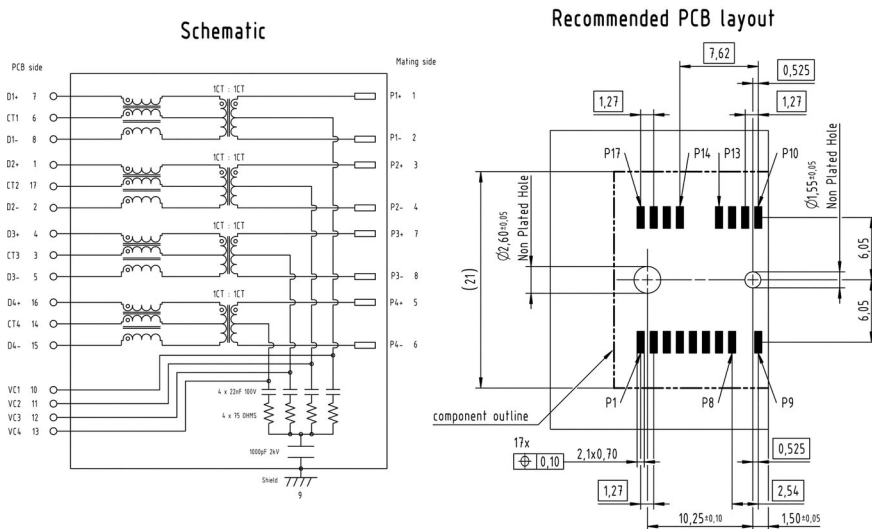 Schematic
PCB side
Mating side
D1+ 7
1CT : 1CT
P1+ 1
CT1 6
D1- 8
P1- 2
D2+ 1
1CT : 1CT
P2+ 3
CT2 17
D2- 2
P2- 4
D3+ 4
1CT : 1CT
P3+ 7
CT3 3
D3- 5
P3- 8
D4+ 16
1CT : 1CT
P4+ 5
CT4 14
D4- 15
P4- 6
VC1 10
VC2 11
VC3 12
VC4 13
4 x 22nF 100V
4 x 75 OHMS
1000pF 2kV
Shield
9
Recommended PCB layout
7,62
0,525
1,27
1,27
P17
P14
P13
P10
Ø2,60±0,05
Non Plated Hole
Ø1,55±0,05
Non Plated Hole
(21)
6,05
6,05
P1
P8
P9
component outline
17x
⌖ 0,10
2,1x0,70
0,525
1,27
2,54
10,25±0,10
1,50±0,05